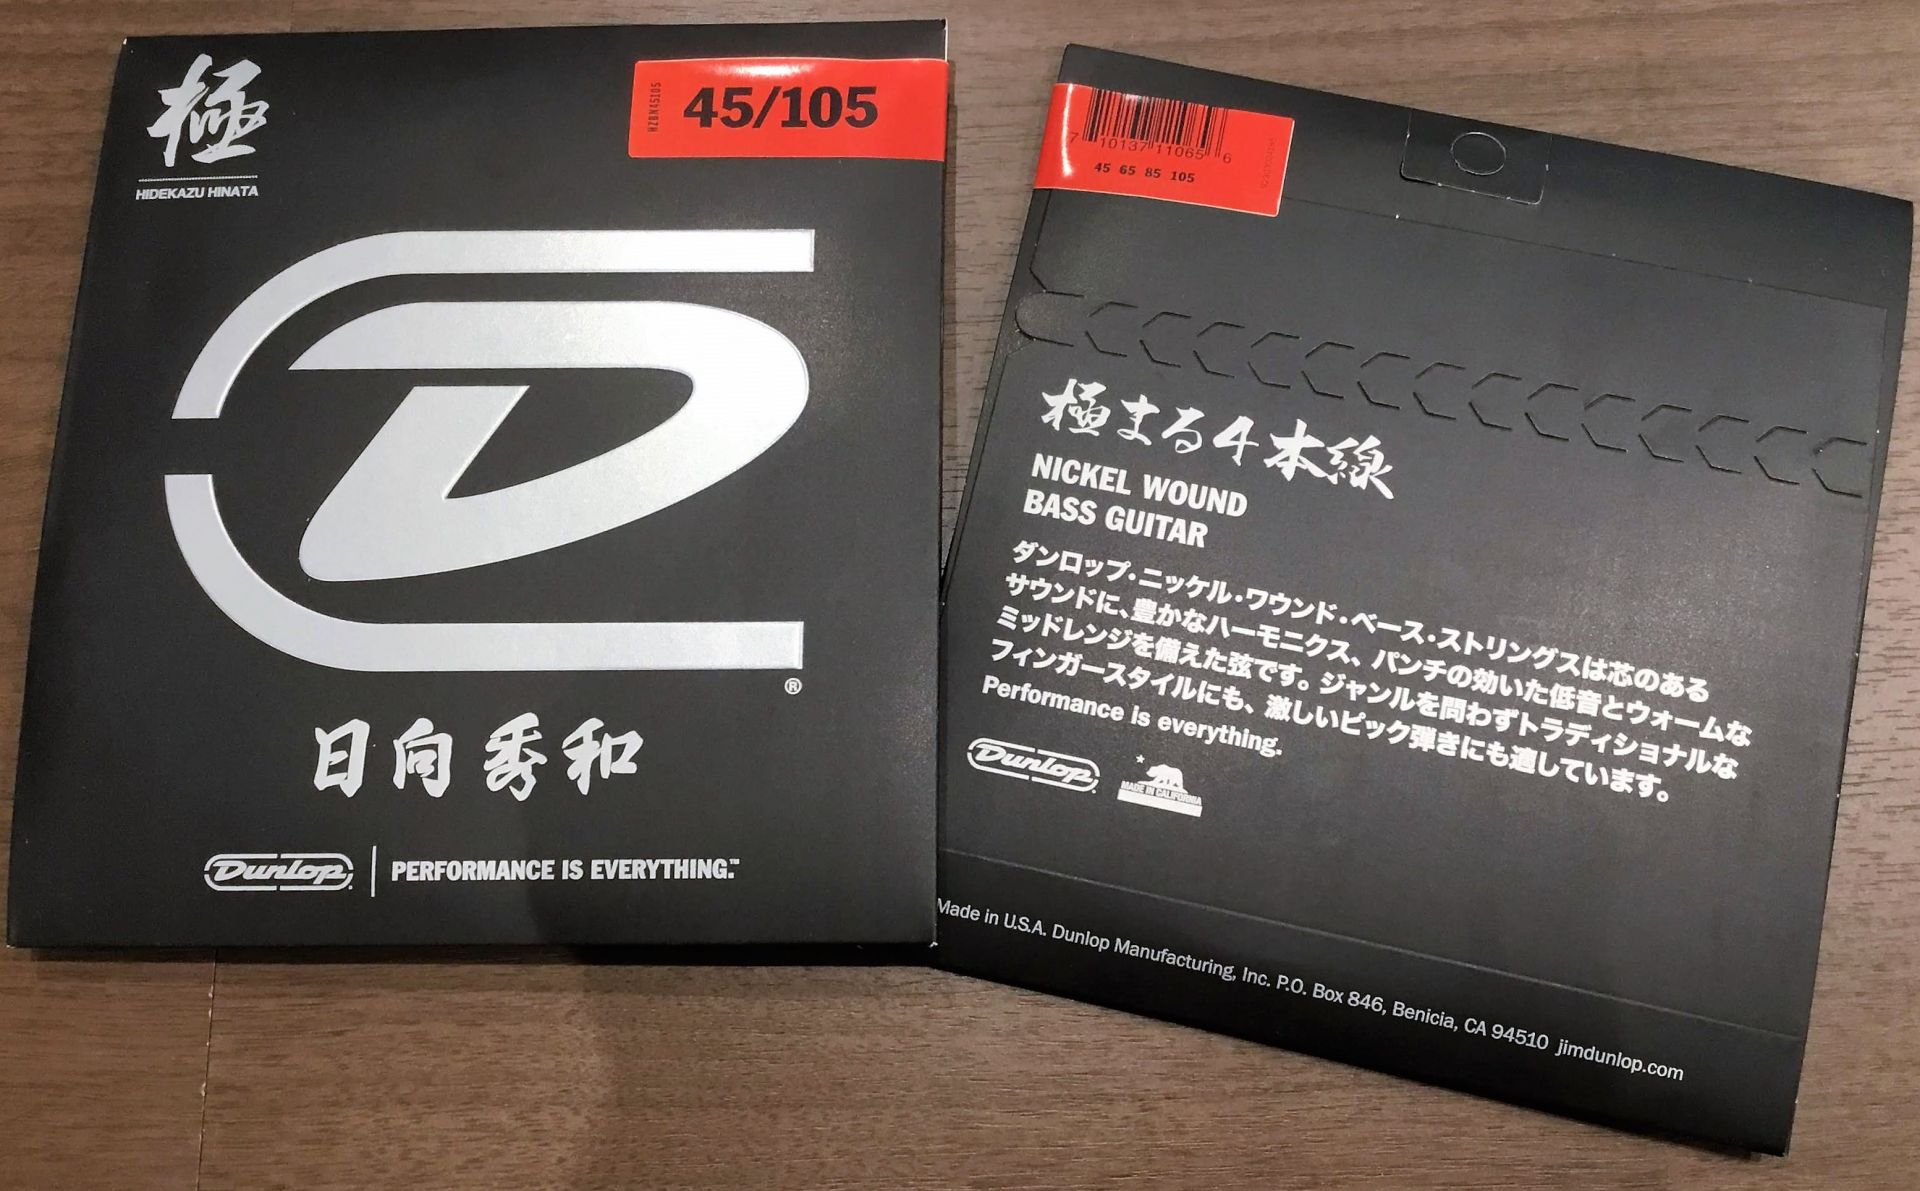 極
HIDEKAZU HINATA
HZBN45105
45/105
®
日向秀和
Dunlop
PERFORMANCE IS EVERYTHING.™
7 10137 11065 6
45 65 85 105
極まる4本線
NICKEL WOUND
BASS GUITAR
ダンロップ・ニッケル・ワウンド・ベース・ストリングスは芯のある
サウンドに、豊かなハーモニクス、パンチの効いた低音とウォームな
ミッドレンジを備えた弦です。ジャンルを問わずトラディショナルな
フィンガースタイルにも、激しいピック弾きにも適しています。
Performance is everything.
Dunlop
MADE IN CALIFORNIA
Made in U.S.A. Dunlop Manufacturing, Inc. P.O. Box 846, Benicia, CA 94510 jimdunlop.com